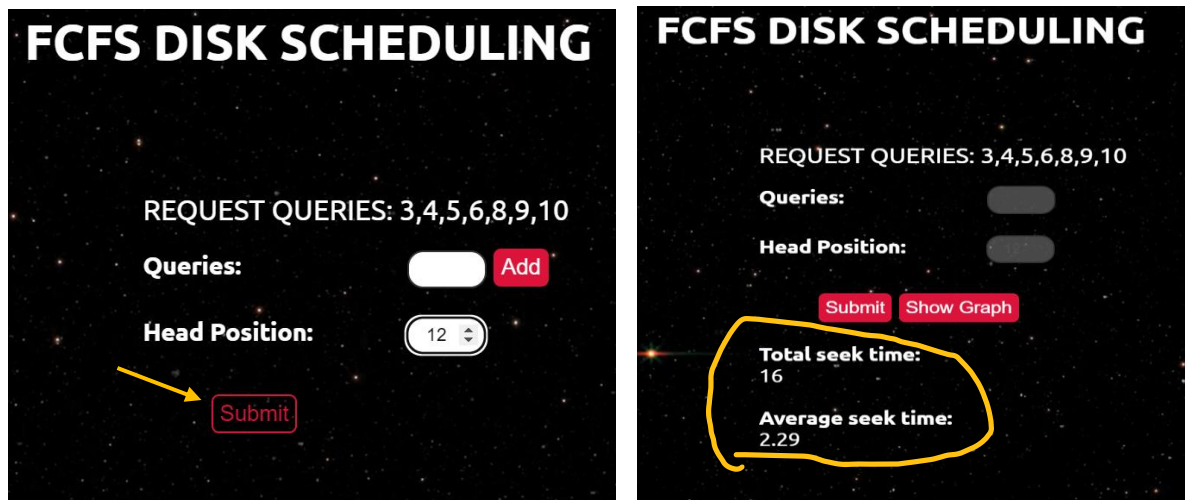 FCFS DISK SCHEDULING
REQUEST QUERIES: 3,4,5,6,8,9,10
Queries:
Add
Head Position:
12
Submit
FCFS DISK SCHEDULING
REQUEST QUERIES: 3,4,5,6,8,9,10
Queries:
Head Position:
Submit Show Graph
Total seek time:
16
Average seek time:
2.29